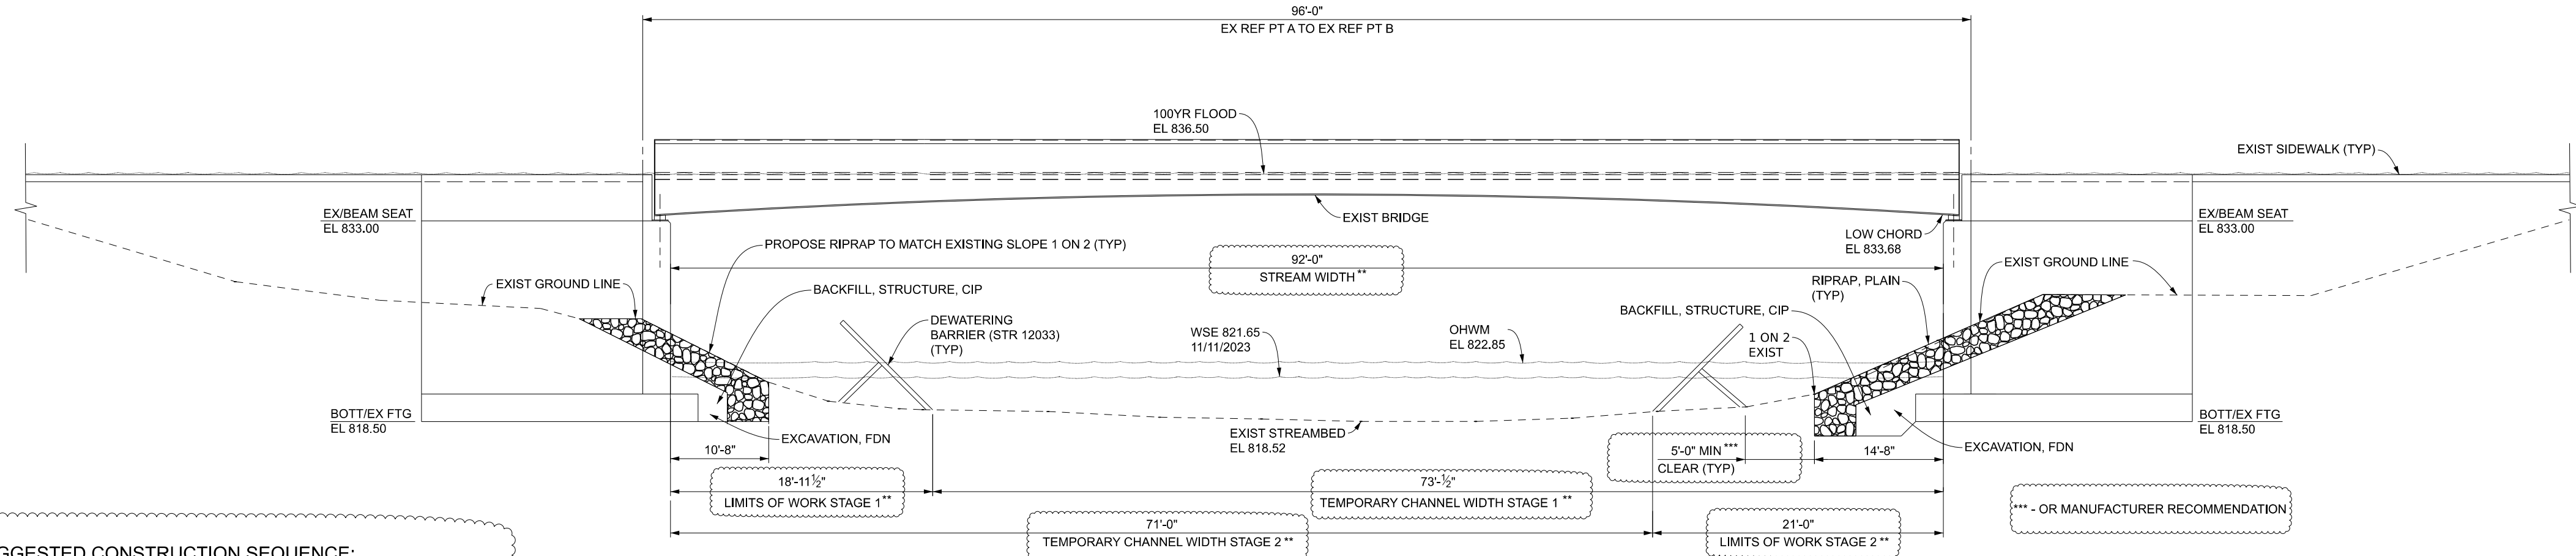 96'-0"
EX REF PT A TO EX REF PT B
100YR FLOOD
EL 836.50
EXIST SIDEWALK (TYP)
EX/BEAM SEAT
EL 833.00
EXIST BRIDGE
EX/BEAM SEAT
EL 833.00
PROPOSE RIPRAP TO MATCH EXISTING SLOPE 1 ON 2 (TYP)
LOW CHORD
EL 833.68
92'-0"
STREAM WIDTH **
EXIST GROUND LINE
EXIST GROUND LINE
BACKFILL, STRUCTURE, CIP
RIPRAP, PLAIN
(TYP)
DEWATERING
BARRIER (STR 12033)
(TYP)
BACKFILL, STRUCTURE, CIP
WSE 821.65
11/11/2023
OHWM
EL 822.85
1 ON 2
EXIST
BOTT/EX FTG
EL 818.50
EXIST STREAMBED
EL 818.52
BOTT/EX FTG
EL 818.50
EXCAVATION, FDN
EXCAVATION, FDN
10'-8"
5'-0" MIN ***
CLEAR (TYP)
14'-8"
18'-11½"
LIMITS OF WORK STAGE 1 **
73'-½"
TEMPORARY CHANNEL WIDTH STAGE 1 **
*** - OR MANUFACTURER RECOMMENDATION
71'-0"
TEMPORARY CHANNEL WIDTH STAGE 2 **
21'-0"
LIMITS OF WORK STAGE 2 **
CONSTRUCTION SEQUENCE: